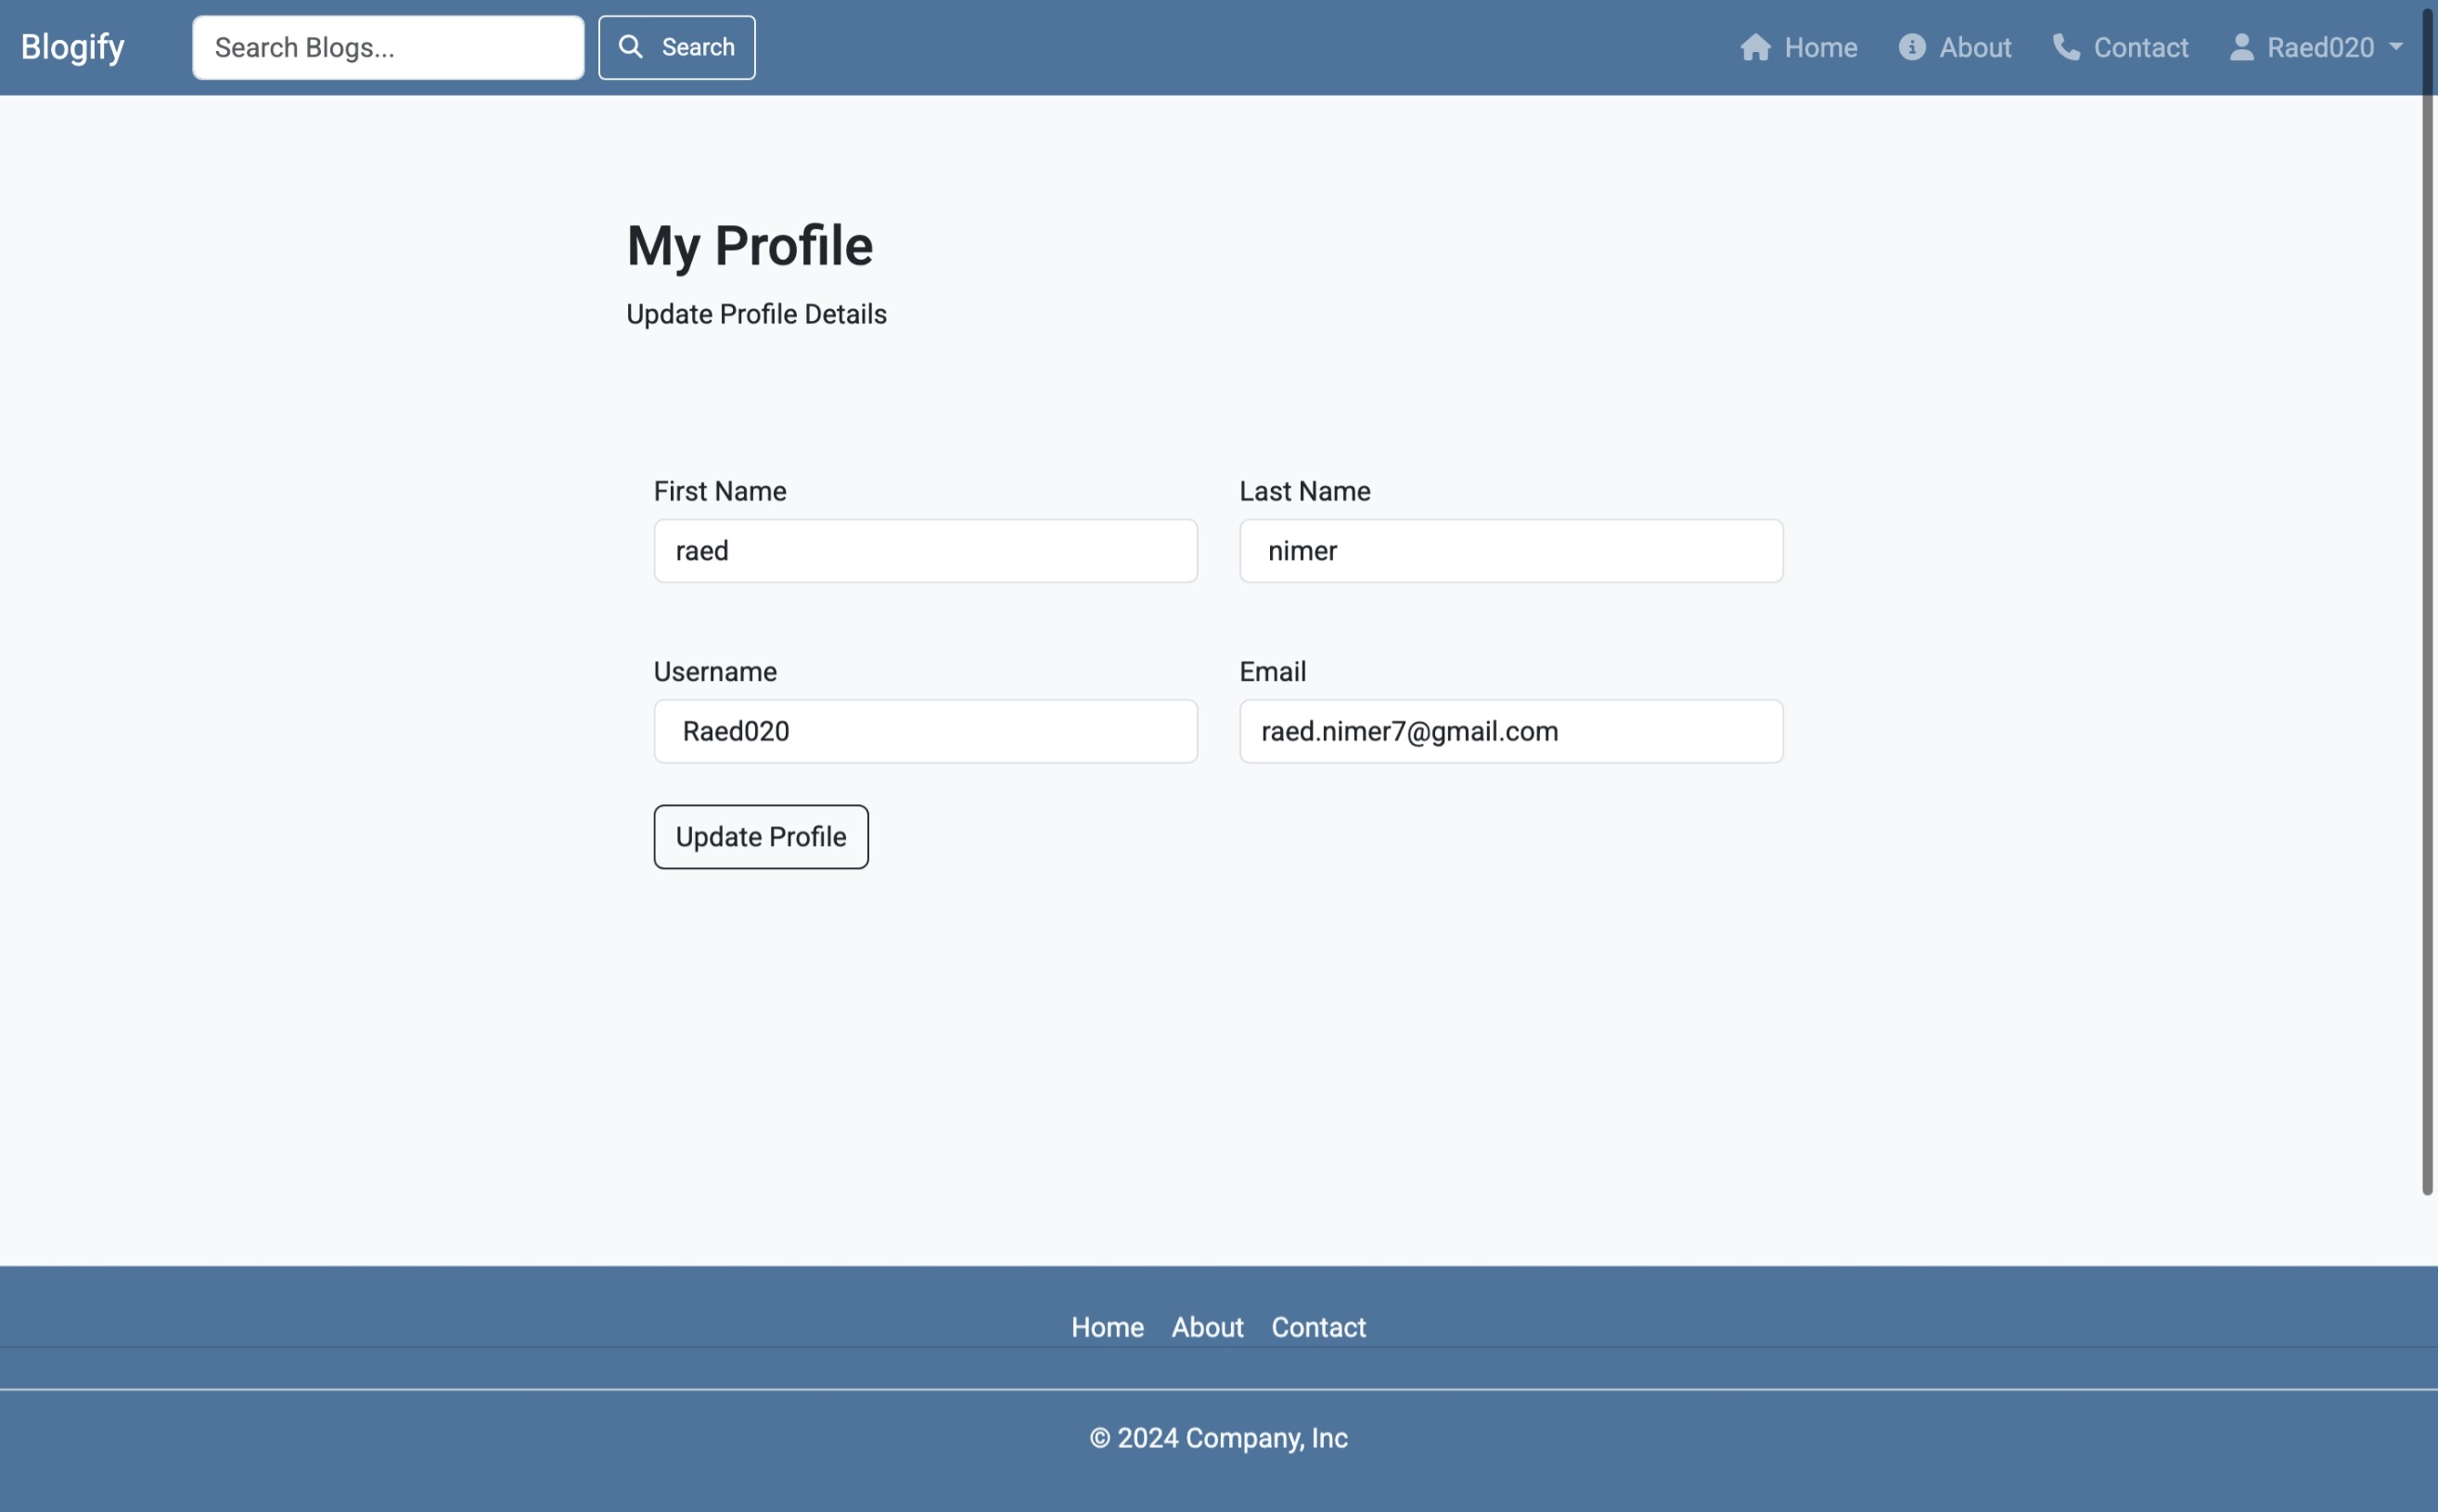 Blogify Search Blogs... Search Home About Contact Raed020
My Profile
Update Profile Details
First Name Last Name
raed nimer
Username Email
Raed020 raed.nimer7@gmail.com
Update Profile
Home About Contact
© 2024 Company, Inc